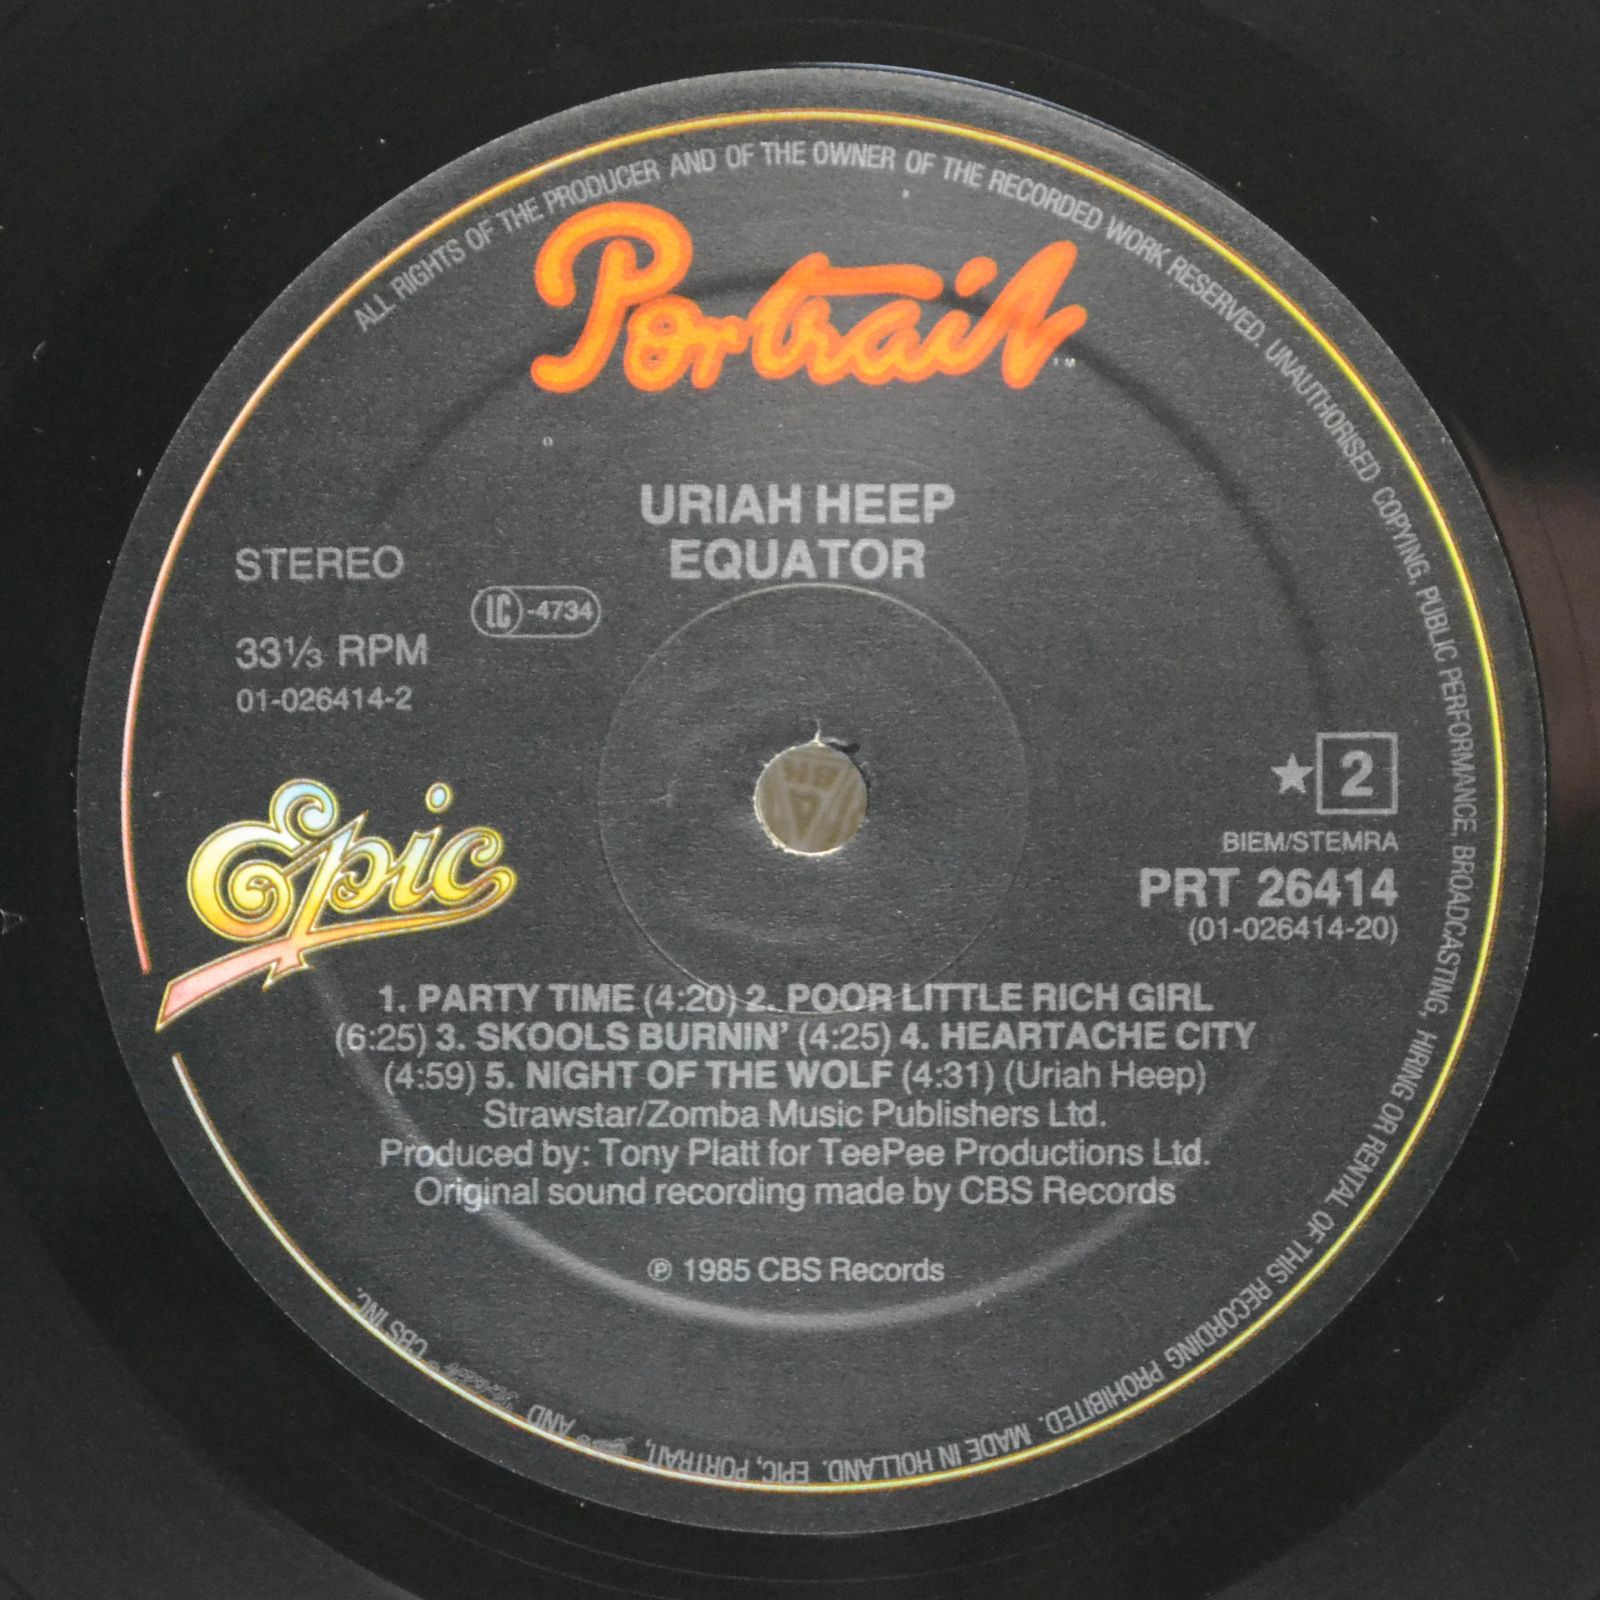 ALL RIGHTS OF THE PRODUCER AND OF THE OWNER OF THE RECORDED WORK RESERVED. UNAUTHORISED COPYING, PUBLIC PERFORMANCE, BROADCASTING, HIRING OR RENTAL OF THIS RECORDING PROHIBITED. MADE IN HOLLAND. EPIC, PORTRAIT, AND CBS INC.
Portrait ™
URIAH HEEP
EQUATOR
STEREO
LC -4734
33⅓ RPM
01-026414-2
★ 2
BIEM/STEMRA
PRT 26414
(01-026414-20)
Epic
1. PARTY TIME (4:20) 2. POOR LITTLE RICH GIRL
(6:25) 3. SKOOLS BURNIN' (4:25) 4. HEARTACHE CITY
(4:59) 5. NIGHT OF THE WOLF (4:31) (Uriah Heep)
Strawstar/Zomba Music Publishers Ltd.
Produced by: Tony Platt for TeePee Productions Ltd.
Original sound recording made by CBS Records
℗ 1985 CBS Records